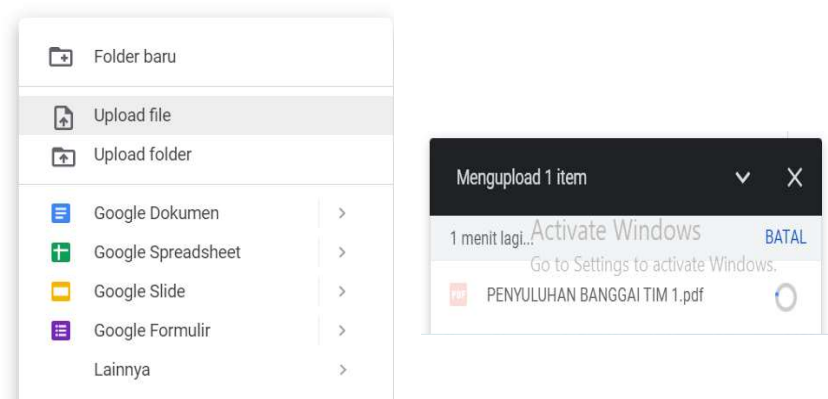 Folder baru
Upload file
Upload folder
Google Dokumen
Google Spreadsheet
Google Slide
Google Formulir
Lainnya
Mengupload 1 item
1 menit lagi...
BATAL
Activate Windows
Go to Settings to activate Windows.
PDF
PENYULUHAN BANGGAI TIM 1.pdf